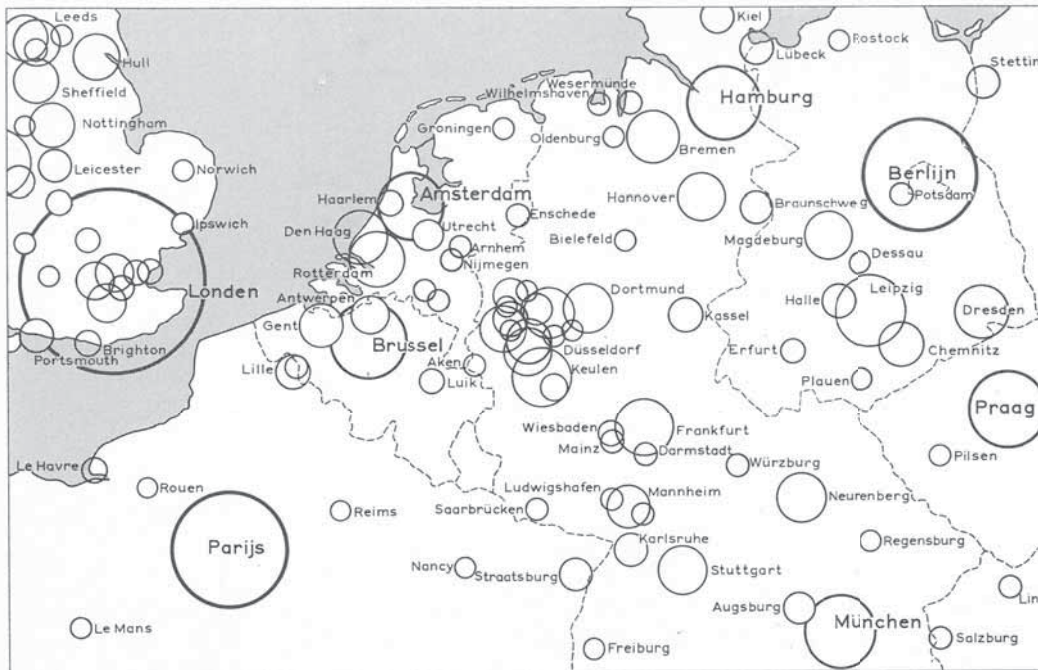 Leeds
Kiel
Rostock
Lübeck
Hull
Stettin
Sheffield
Wesermünde
Wilhelmshaven
Hamburg
Nottingham
Groningen
Oldenburg
Bremen
Leicester
Norwich
Berlijn
Potsdam
Haarlem
Amsterdam
Hannover
Braunschweg
Ipswich
Enschede
Den Haag
Utrecht
Bielefeld
Magdeburg
Arnhem
Nijmegen
Dessau
Rotterdam
Londen
Dortmund
Halle
Leipzig
Antwerpen
Kassel
Dresden
Gent
Portsmouth
Brighton
Brussel
Düsseldorf
Erfurt
Chemnitz
Lille
Aken
Keulen
Luik
Plauen
Praag
Wiesbaden
Frankfurt
Mainz
Darmstadt
Pilsen
Le Havre
Würzburg
Rouen
Ludwigshafen
Mannheim
Neurenberg
Reims
Saarbrücken
Karlsruhe
Regensburg
Parijs
Nancy
Straatsburg
Stuttgart
Lin
Augsburg
München
Le Mans
Salzburg
Freiburg